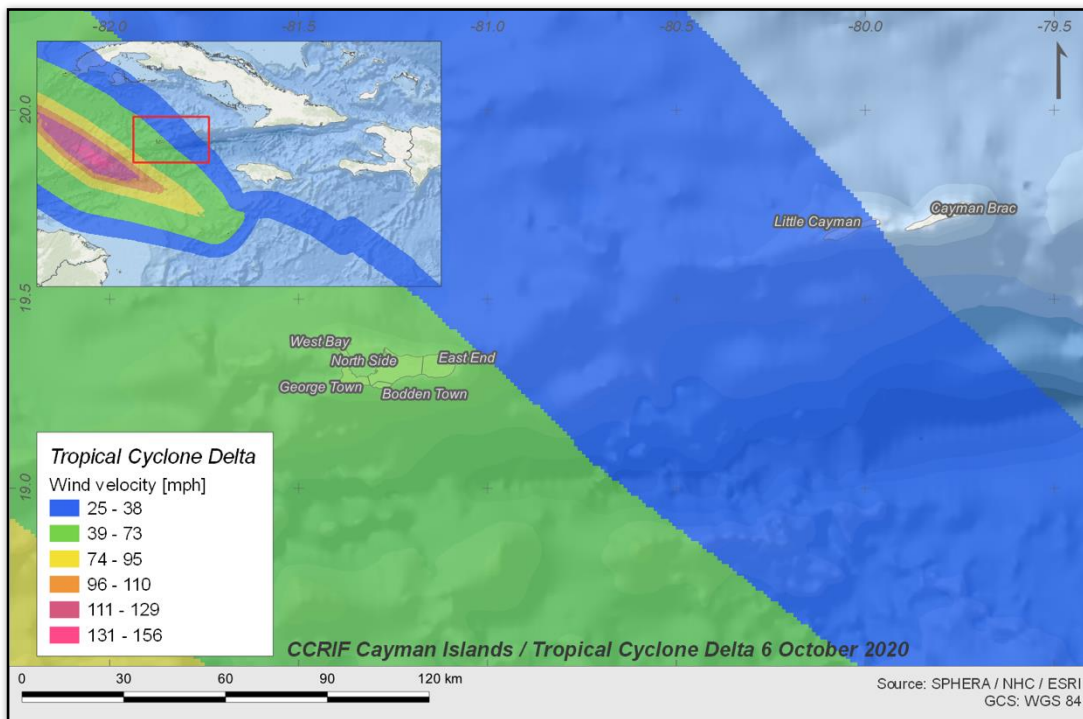 -82.0 -81.5 -81.0 -80.5 -80.0 -79.5
20.0
19.5
19.0
Little Cayman
Cayman Brac
West Bay
North Side
East End
George Town
Bodden Town
Tropical Cyclone Delta
Wind velocity [mph]
25 - 38
39 - 73
74 - 95
96 - 110
111 - 129
131 - 156
CCRIF Cayman Islands / Tropical Cyclone Delta 6 October 2020
0 30 60 90 120 km
Source: SPHERA / NHC / ESRI
GCS: WGS 84